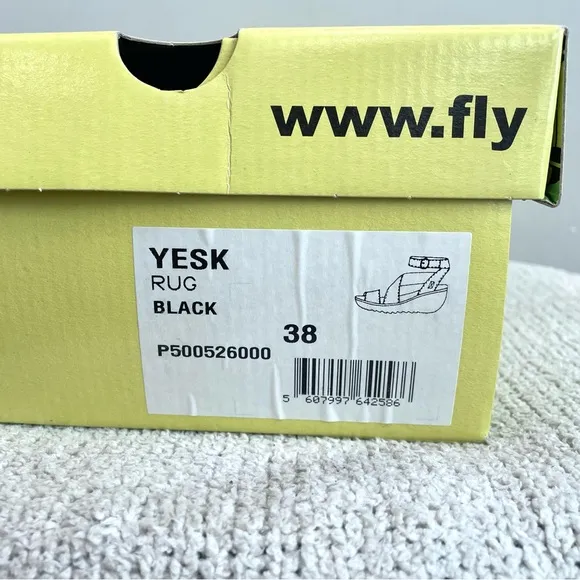 www.fly
YESK
RUG
BLACK
38
P500526000
5 607997 642586